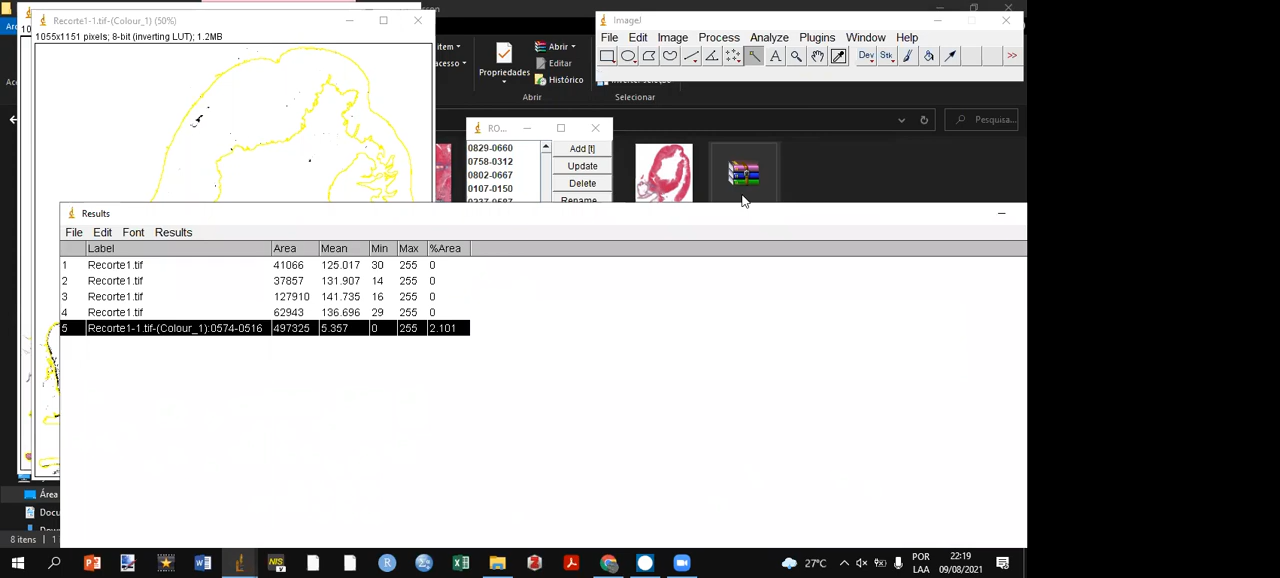 Recorte1-1.tif-(Colour_1) (50%)
1055x1151 pixels; 8-bit (inverting LUT); 1.2MB
ImageJ
File Edit Image Process Analyze Plugins Window Help
Dev Stk >>
Propriedades
Abrir
Editar
Histórico
Abrir
Selecionar
Pesquisa...
RO...
0829-0660
0758-0312
0802-0667
0107-0150
Add [t]
Update
Delete
Rename...
Results
File Edit Font Results
Label Area Mean Min Max %Area
1 Recorte1.tif 41066 125.017 30 255 0
2 Recorte1.tif 37857 131.907 14 255 0
3 Recorte1.tif 127910 141.735 16 255 0
4 Recorte1.tif 62943 136.696 29 255 0
5 Recorte1-1.tif-(Colour_1):0574-0516 497325 5.357 0 255 2.101
Área
Docu
8 itens
27°C
POR
LAA
22:19
09/08/2021